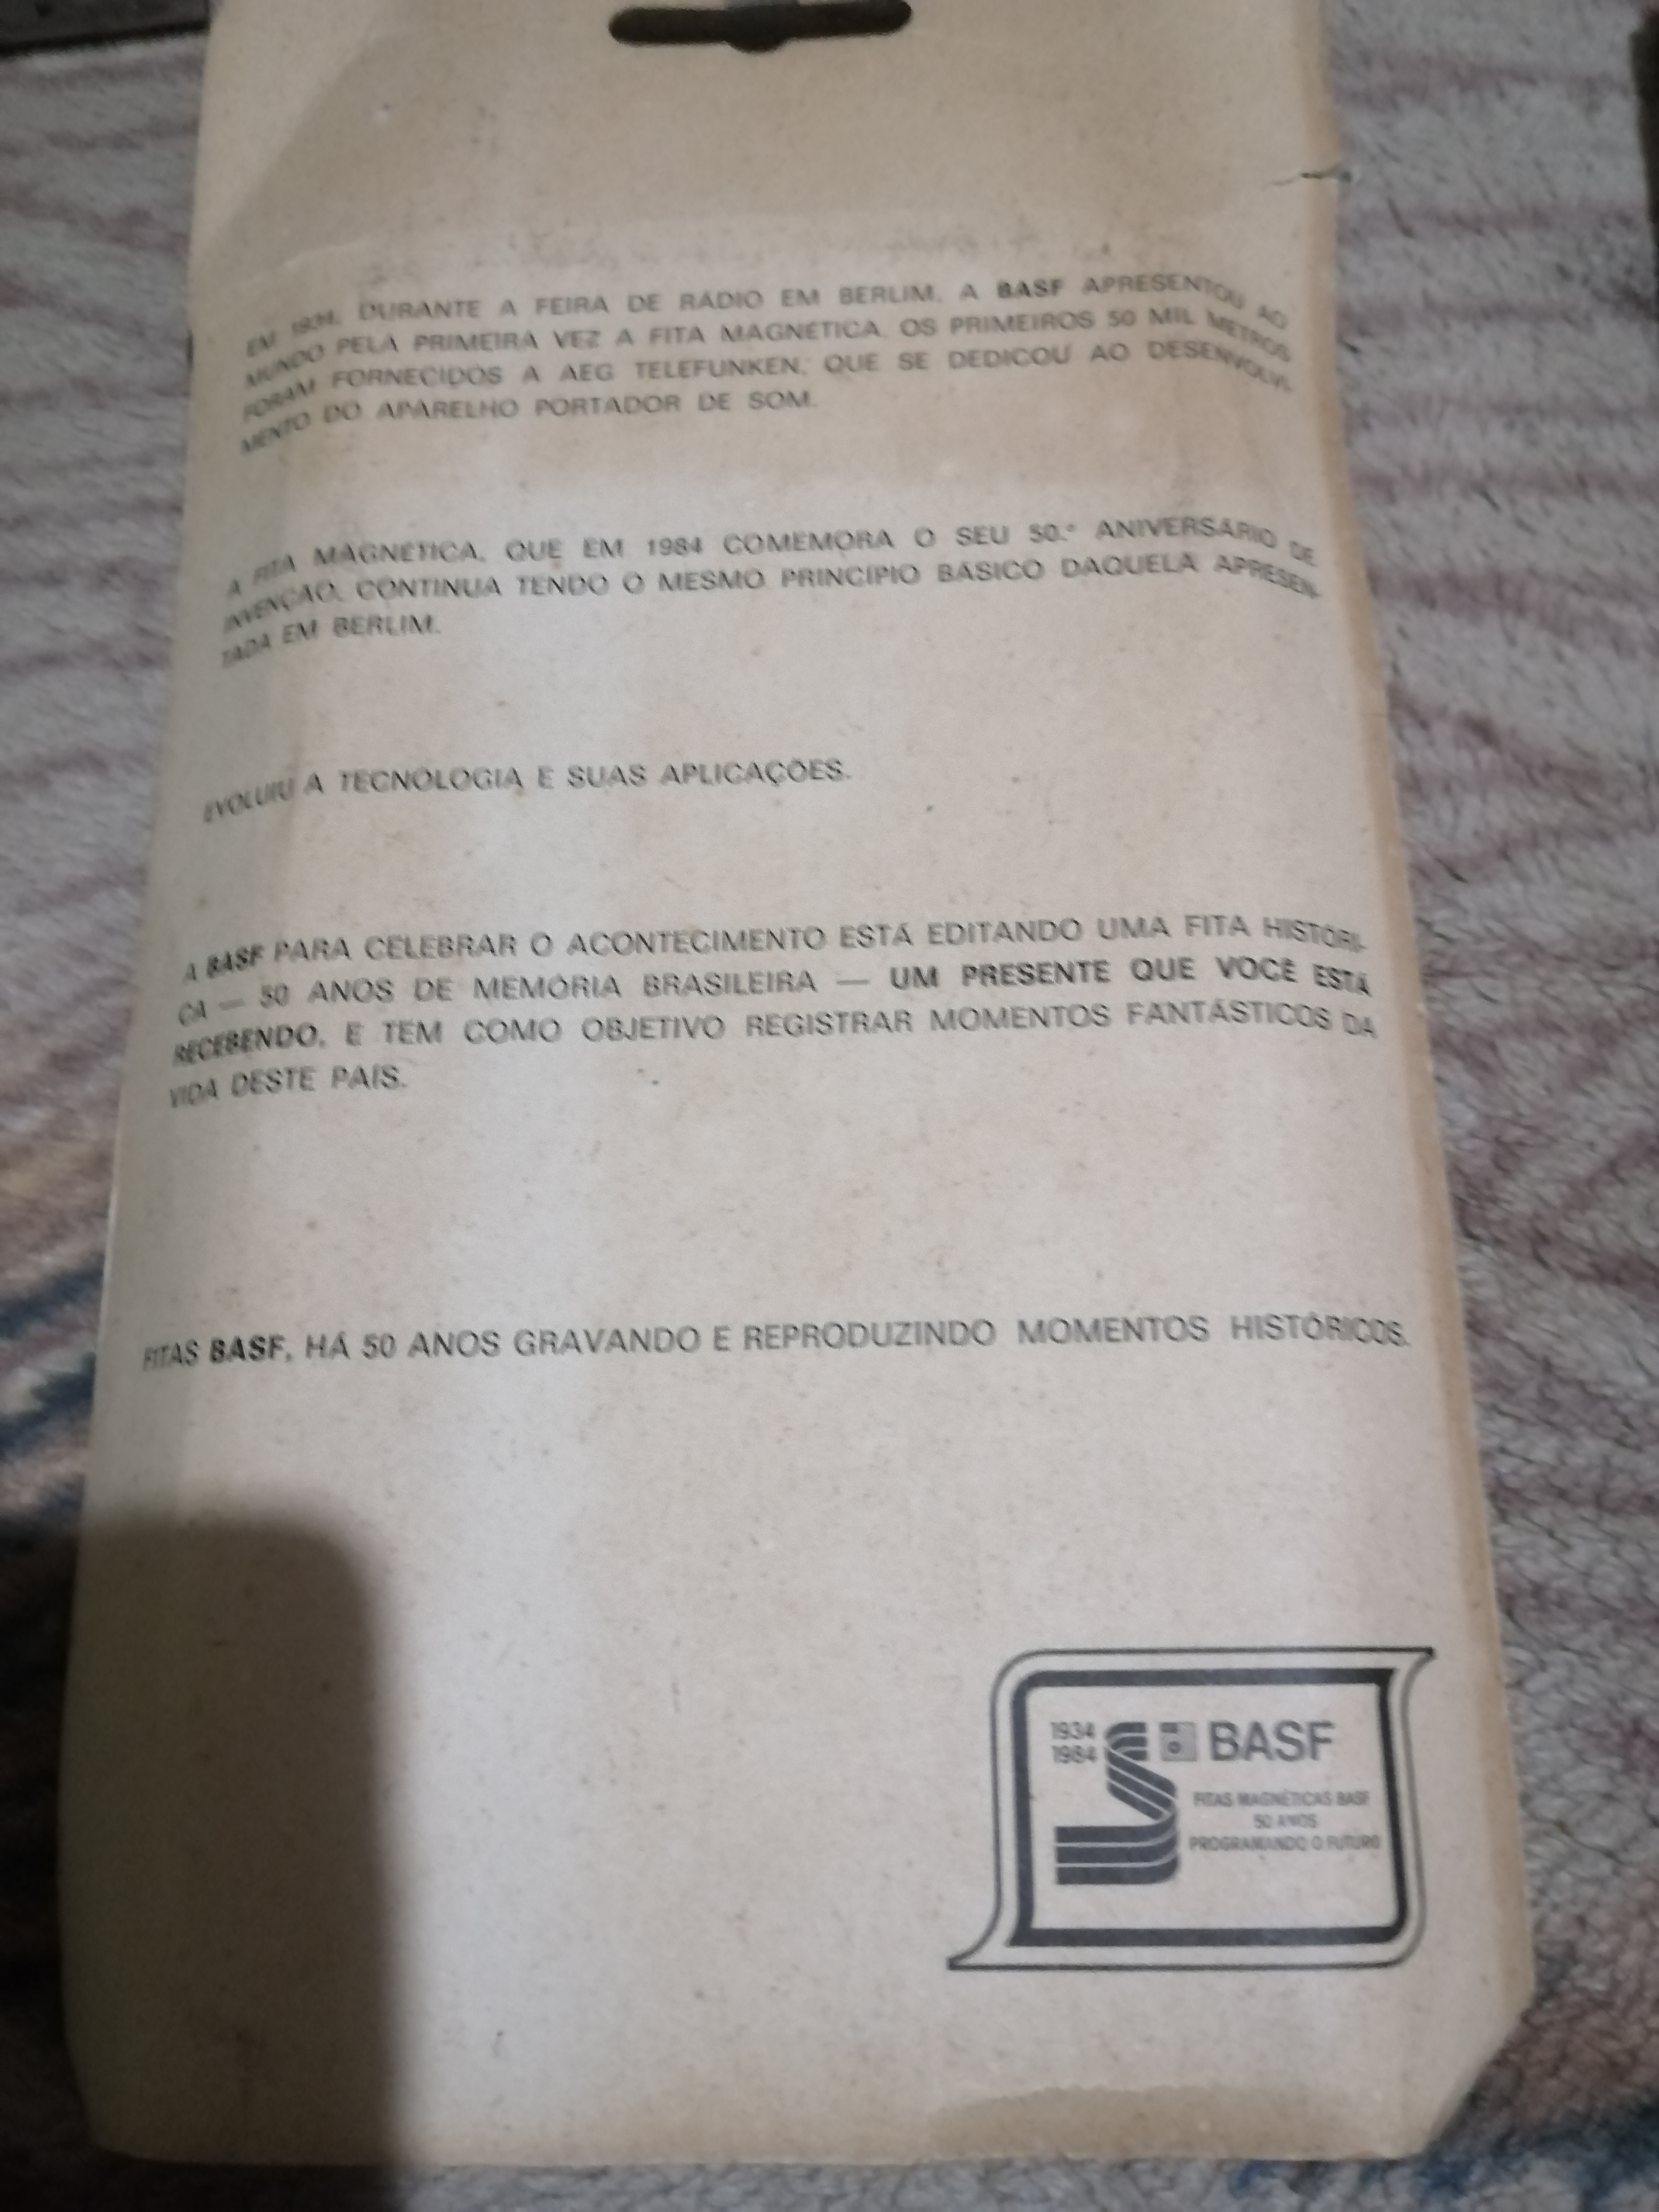 EM 1934, DURANTE A FEIRA DE RÁDIO EM BERLIM, A BASF APRESENTOU AO
MUNDO PELA PRIMEIRA VEZ A FITA MAGNÉTICA. OS PRIMEIROS 50 MIL METROS
FORAM FORNECIDOS A AEG TELEFUNKEN, QUE SE DEDICOU AO DESENVOLVI-
MENTO DO APARELHO PORTADOR DE SOM.
A FITA MAGNÉTICA, QUE EM 1984 COMEMORA O SEU 50.º ANIVERSÁRIO DE
INVENÇÃO, CONTINUA TENDO O MESMO PRINCÍPIO BÁSICO DAQUELA APRESEN-
TADA EM BERLIM.
EVOLUIU A TECNOLOGIA E SUAS APLICAÇÕES.
A BASF PARA CELEBRAR O ACONTECIMENTO ESTÁ EDITANDO UMA FITA HISTÓRI-
CA — 50 ANOS DE MEMÓRIA BRASILEIRA — UM PRESENTE QUE VOCÊ ESTÁ
RECEBENDO, E TEM COMO OBJETIVO REGISTRAR MOMENTOS FANTÁSTICOS DA
VIDA DESTE PAÍS.
FITAS BASF, HÁ 50 ANOS GRAVANDO E REPRODUZINDO MOMENTOS HISTÓRICOS.
1934
1984
BASF
FITAS MAGNÉTICAS BASF
50 ANOS
PROGRAMANDO O FUTURO